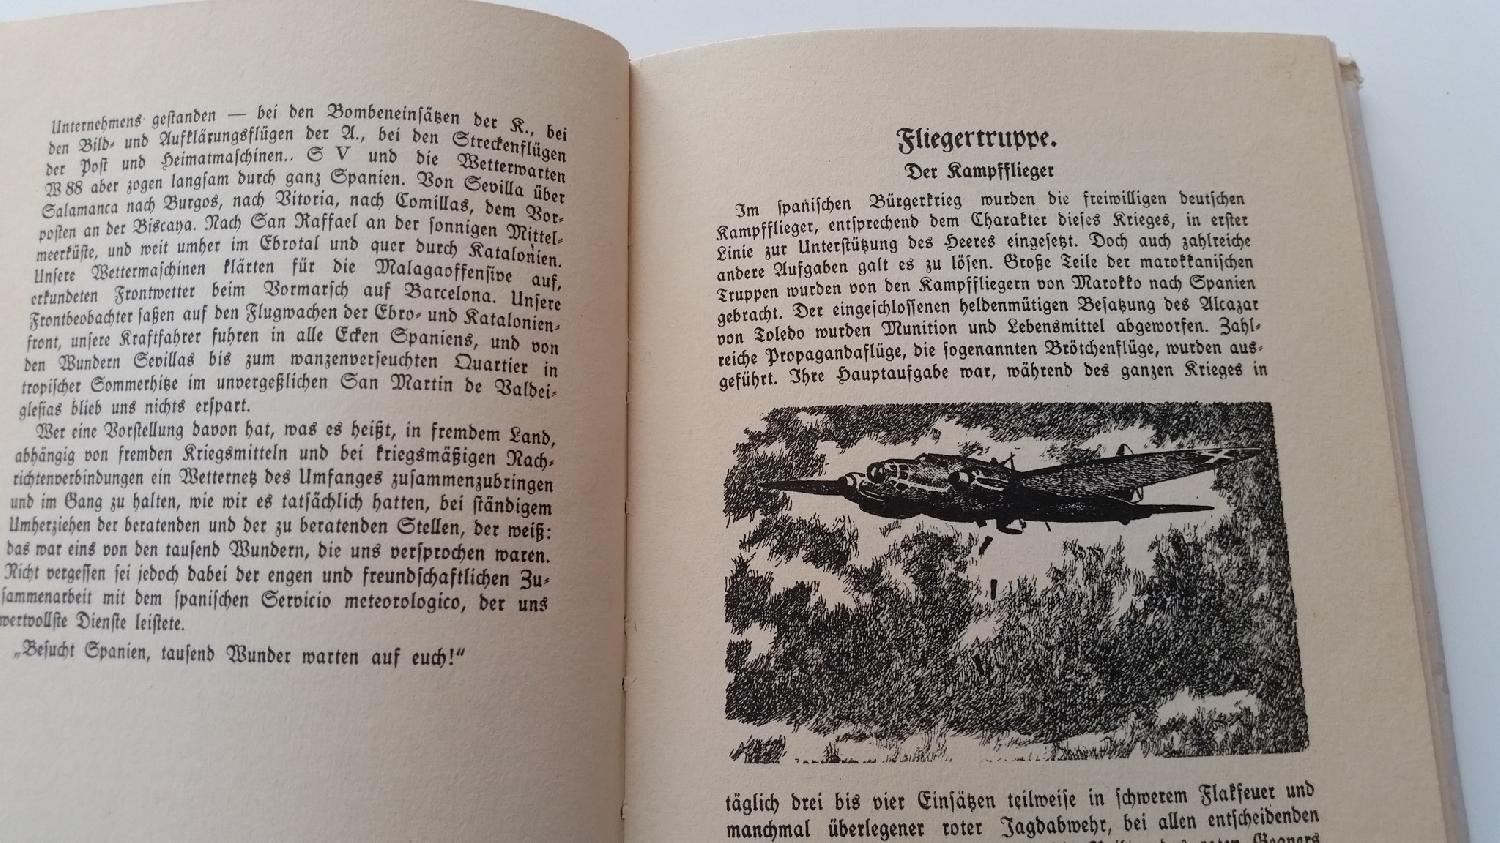 Unternehmens gestanden — bei den Bombeneinsätzen der K., bei
den Bild- und Aufklärungsflügen der A., bei den Streckenflügen
der Post und Heimatmaschinen.. S V und die Wetterwarten
W 88 aber zogen langsam durch ganz Spanien. Von Sevilla über
Salamanca nach Burgos, nach Vitoria, nach Comillas, dem Vor-
posten an der Biscaya. Nach San Raffael an der sonnigen Mittel-
meerküste, und weit umher im Ebrotal und quer durch Katalonien.
Unsere Wettermaschinen klärten für die Malagaoffensive auf,
erkundeten Frontwetter beim Vormarsch auf Barcelona. Unsere
Frontbeobachter saßen auf den Flugwachen der Ebro- und Katalonien-
front, unsere Kraftfahrer fuhren in alle Ecken Spaniens, und von
den Wundern Sevillas bis zum wanzenverseuchten Quartier in
tropischer Sommerhitze im unvergeßlichen San Martin de Valdei-
glesias blieb uns nichts erspart.
Wer eine Vorstellung davon hat, was es heißt, in fremdem Land,
abhängig von fremden Kriegsmitteln und bei kriegsmäßigen Nach-
richtenverbindungen ein Wetternetz des Umfanges zusammenzubringen
und im Gang zu halten, wie wir es tatsächlich hatten, bei ständigem
Umherziehen der beratenden und der zu beratenden Stellen, der weiß:
das war eins von den tausend Wundern, die uns versprochen waren.
Nicht vergessen sei jedoch dabei der engen und freundschaftlichen Zu-
sammenarbeit mit dem spanischen Servicio meteorologico, der uns
wertvollste Dienste leistete.
„Besucht Spanien, tausend Wunder warten auf euch!“
Fliegertruppe.
Der Kampfflieger
Im spanischen Bürgerkrieg wurden die freiwilligen deutschen
Kampfflieger, entsprechend dem Charakter dieses Krieges, in erster
Linie zur Unterstützung des Heeres eingesetzt. Doch auch zahlreiche
andere Aufgaben galt es zu lösen. Große Teile der marokkanischen
Truppen wurden von den Kampffliegern von Marokko nach Spanien
gebracht. Der eingeschlossenen heldenmütigen Besatzung des Alcazar
von Toledo wurden Munition und Lebensmittel abgeworfen. Zahl-
reiche Propagandaflüge, die sogenannten Brötchenflüge, wurden aus-
geführt. Ihre Hauptaufgabe war, während des ganzen Krieges in
täglich drei bis vier Einsätzen teilweise in schwerem Flakfeuer und
manchmal überlegener roter Jagdabwehr, bei allen entscheidenden